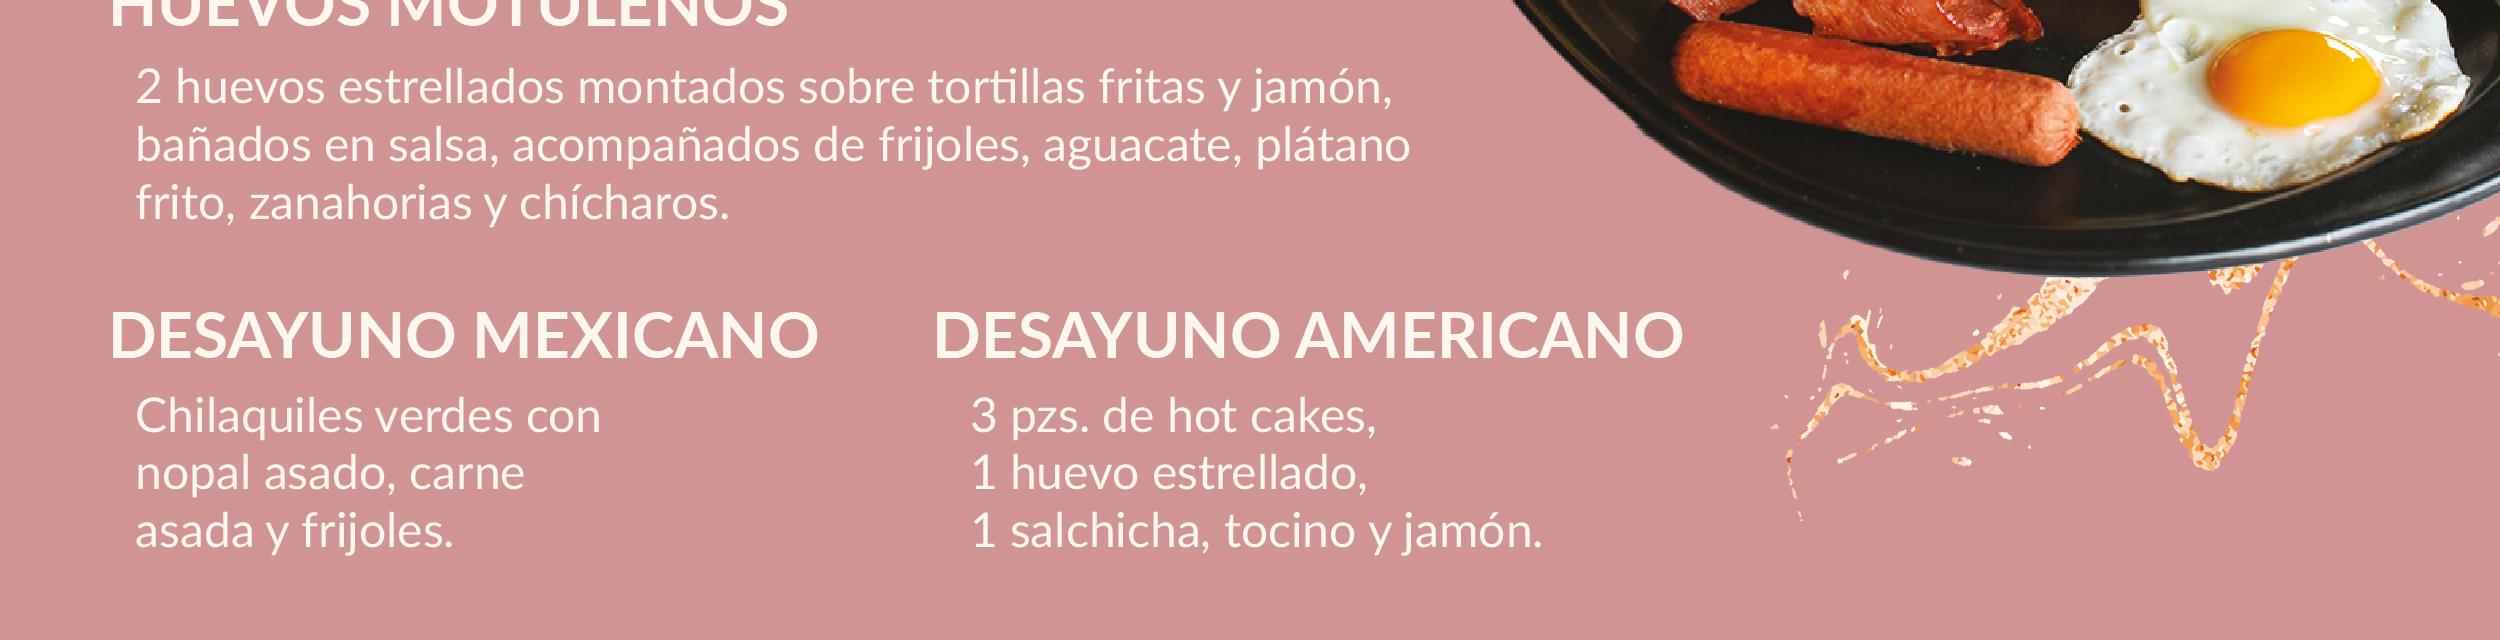 HUEVOS MOTULEÑOS
2 huevos estrellados montados sobre tortillas fritas y jamón,
bañados en salsa, acompañados de frijoles, aguacate, plátano
frito, zanahorias y chícharos.
DESAYUNO MEXICANO
Chilaquiles verdes con
nopal asado, carne
asada y frijoles.
DESAYUNO AMERICANO
3 pzs. de hot cakes,
1 huevo estrellado,
1 salchicha, tocino y jamón.